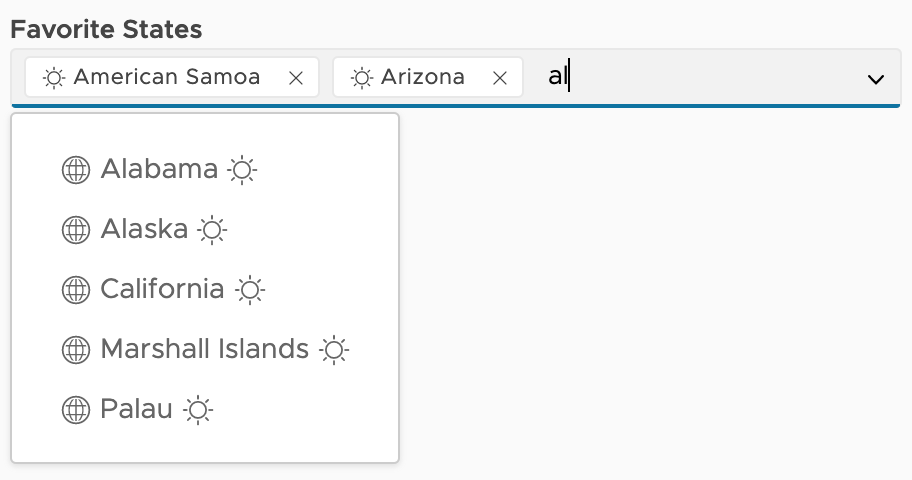 Favorite States
American Samoa Arizona al
Alabama
Alaska
California
Marshall Islands
Palau